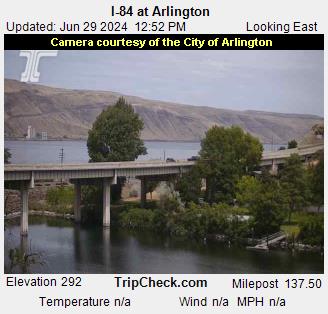 I-84 at Arlington
Updated: Jun 29 2024 12:52 PM Looking East
Camera courtesy of the City of Arlington
Elevation 292 TripCheck.com Milepost 137.50
Temperature n/a Wind n/a MPH n/a